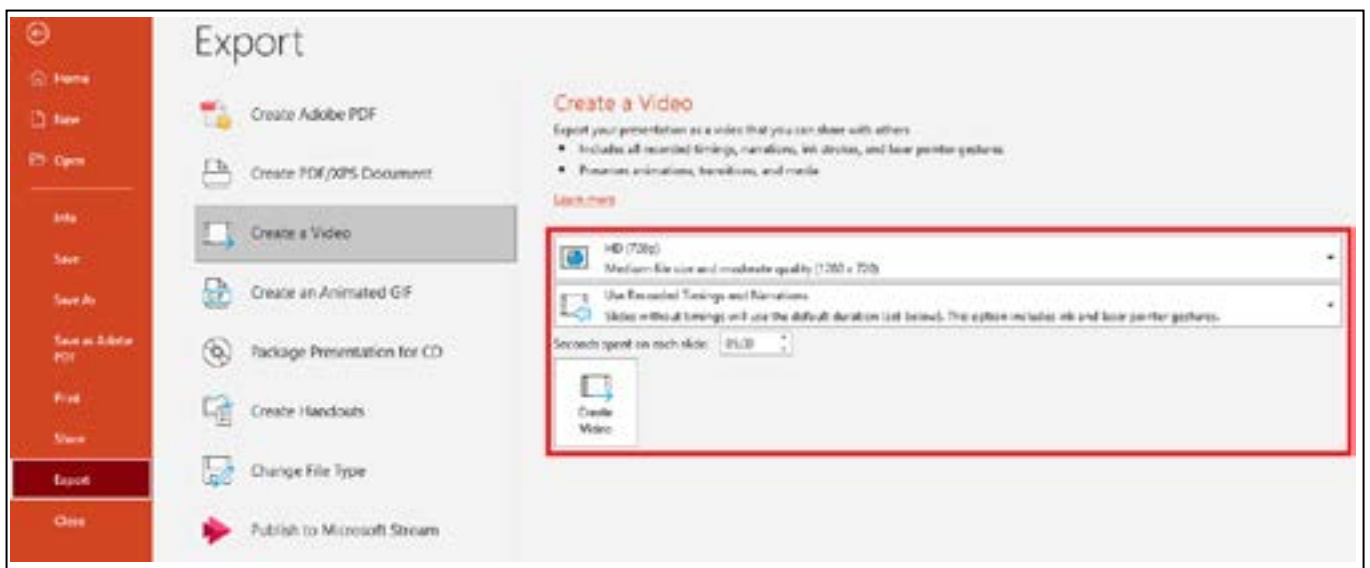 Export
Home
New
Open
Info
Save
Save As
Save as Adobe
PDF
Print
Share
Export
Close
Create Adobe PDF
Create PDF/XPS Document
Create a Video
Create an Animated GIF
Package Presentation for CD
Create Handouts
Change File Type
Publish to Microsoft Stream
Create a Video
Export your presentation as a video that you can share with others
• Includes all recorded timings, narrations, ink strokes, and laser pointer gestures
• Preserves animations, transitions, and media
Learn more
HD (720p)
Medium file size and moderate quality (1280 x 720)
Use Recorded Timings and Narrations
Slides without timings will use the default duration (set below). This option includes ink and laser pointer gestures.
Seconds spent on each slide: 05.00
Create
Video